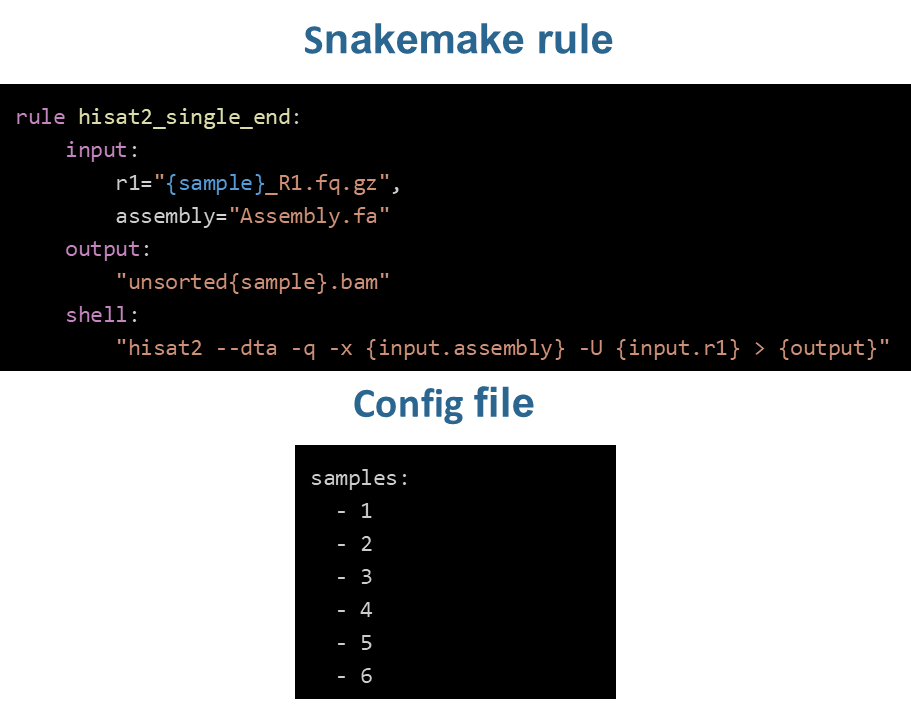 Snakemake rule
rule hisat2_single_end:
    input:
        r1="{sample}_R1.fq.gz",
        assembly="Assembly.fa"
    output:
        "unsorted{sample}.bam"
    shell:
        "hisat2 --dta -q -x {input.assembly} -U {input.r1} > {output}"
Config file
samples:
  - 1
  - 2
  - 3
  - 4
  - 5
  - 6